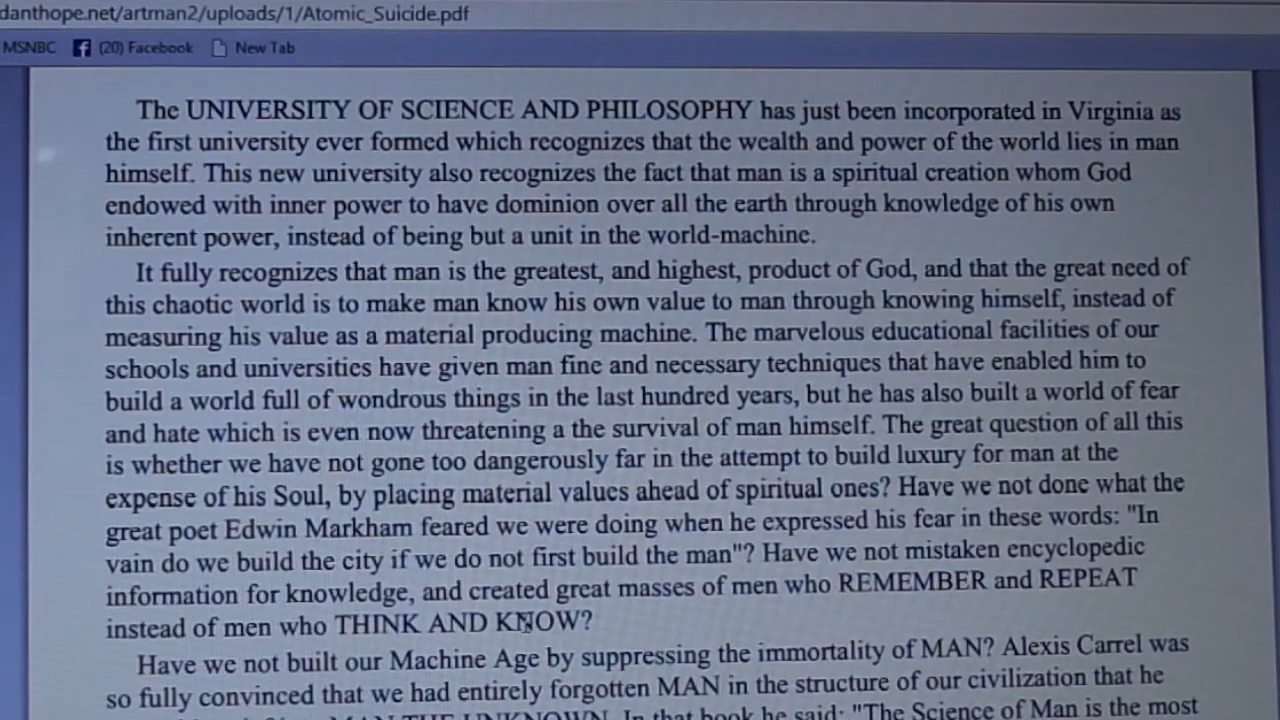 danthope.net/artman2/uploads/1/Atomic_Suicide.pdf
MSNBC (20) Facebook New Tab
The UNIVERSITY OF SCIENCE AND PHILOSOPHY has just been incorporated in Virginia as
the first university ever formed which recognizes that the wealth and power of the world lies in man
himself. This new university also recognizes the fact that man is a spiritual creation whom God
endowed with inner power to have dominion over all the earth through knowledge of his own
inherent power, instead of being but a unit in the world-machine.
It fully recognizes that man is the greatest, and highest, product of God, and that the great need of
this chaotic world is to make man know his own value to man through knowing himself, instead of
measuring his value as a material producing machine. The marvelous educational facilities of our
schools and universities have given man fine and necessary techniques that have enabled him to
build a world full of wondrous things in the last hundred years, but he has also built a world of fear
and hate which is even now threatening a the survival of man himself. The great question of all this
is whether we have not gone too dangerously far in the attempt to build luxury for man at the
expense of his Soul, by placing material values ahead of spiritual ones? Have we not done what the
great poet Edwin Markham feared we were doing when he expressed his fear in these words: "In
vain do we build the city if we do not first build the man"? Have we not mistaken encyclopedic
information for knowledge, and created great masses of men who REMEMBER and REPEAT
instead of men who THINK AND KNOW?
Have we not built our Machine Age by suppressing the immortality of MAN? Alexis Carrel was
so fully convinced that we had entirely forgotten MAN in the structure of our civilization that he
MAN THE UNKNOWN. In that book he said: "The Science of Man is the most